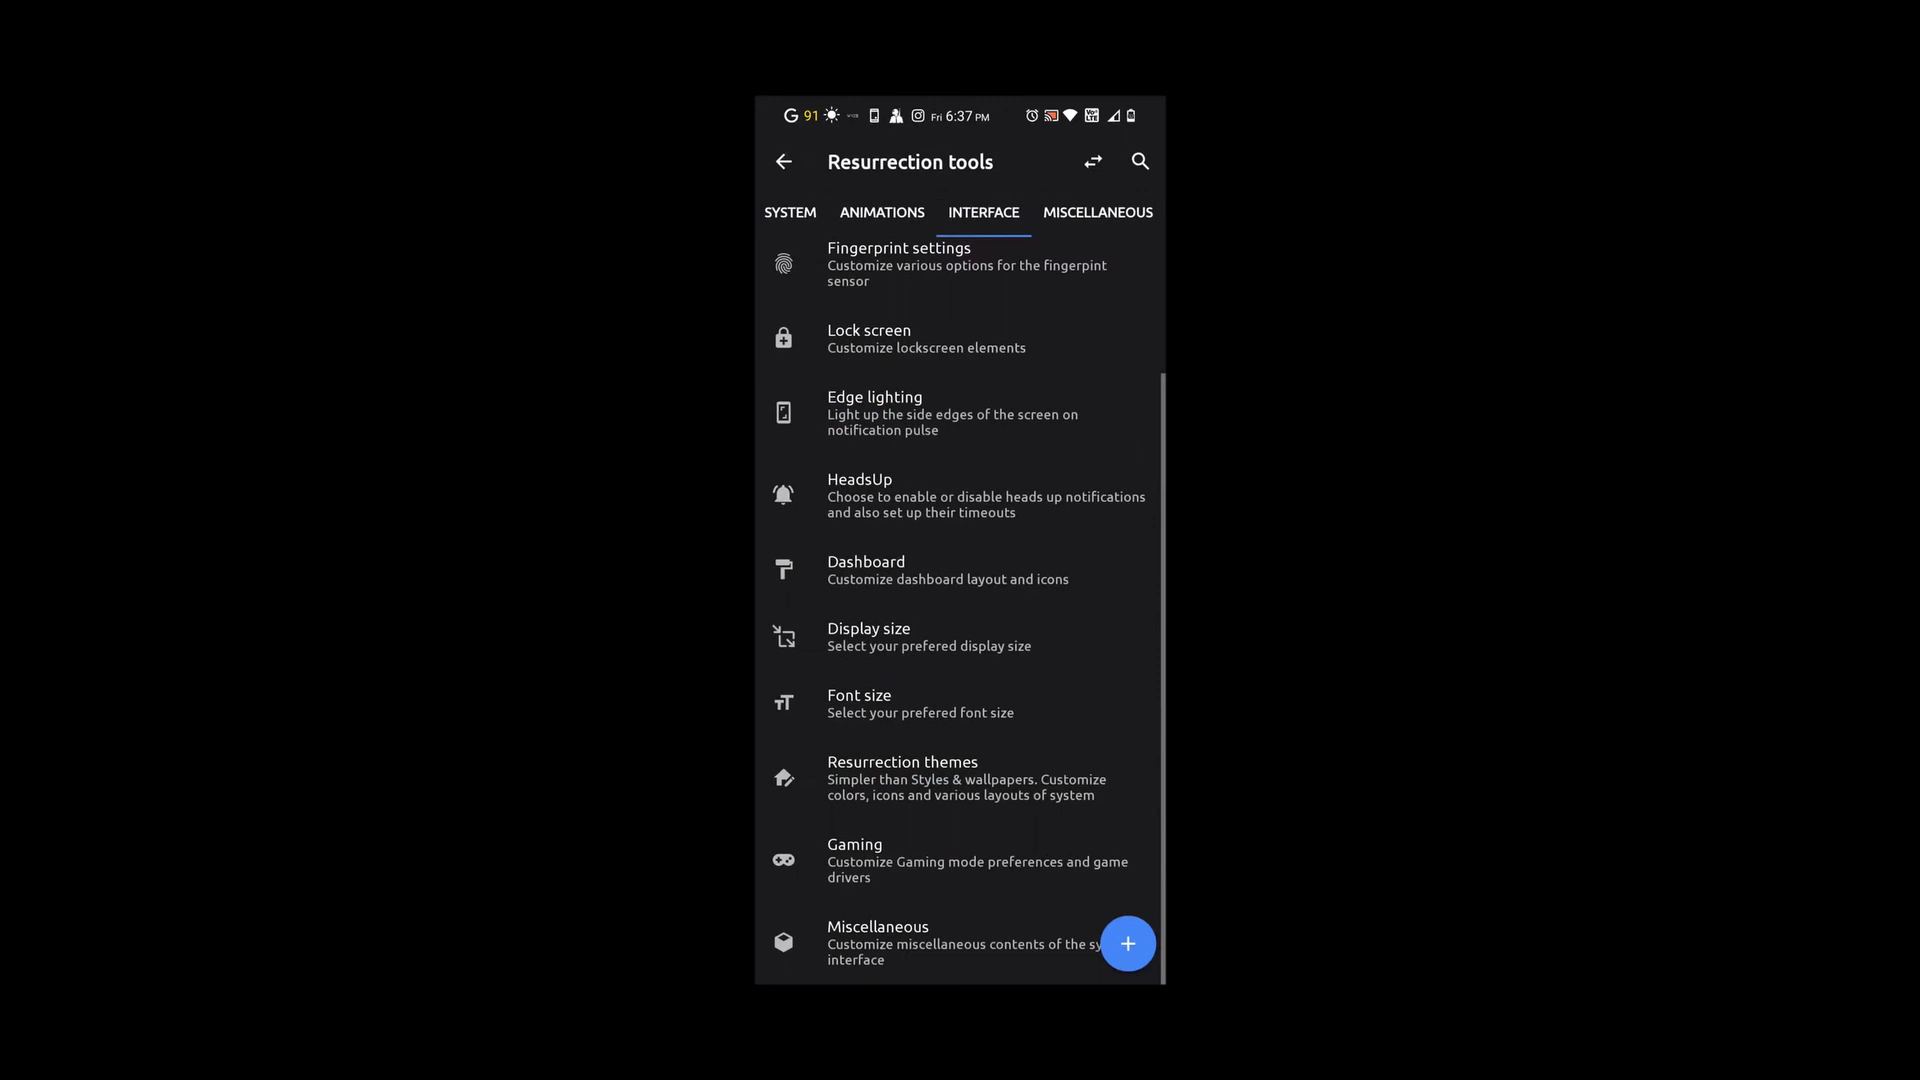 G 91 Fri 6:37 PM
Resurrection tools
SYSTEM ANIMATIONS INTERFACE MISCELLANEOUS
Fingerprint settings
Customize various options for the fingerpint
sensor
Lock screen
Customize lockscreen elements
Edge lighting
Light up the side edges of the screen on
notification pulse
HeadsUp
Choose to enable or disable heads up notifications
and also set up their timeouts
Dashboard
Customize dashboard layout and icons
Display size
Select your prefered display size
Font size
Select your prefered font size
Resurrection themes
Simpler than Styles & wallpapers. Customize
colors, icons and various layouts of system
Gaming
Customize Gaming mode preferences and game
drivers
Miscellaneous
Customize miscellaneous contents of the sy
interface